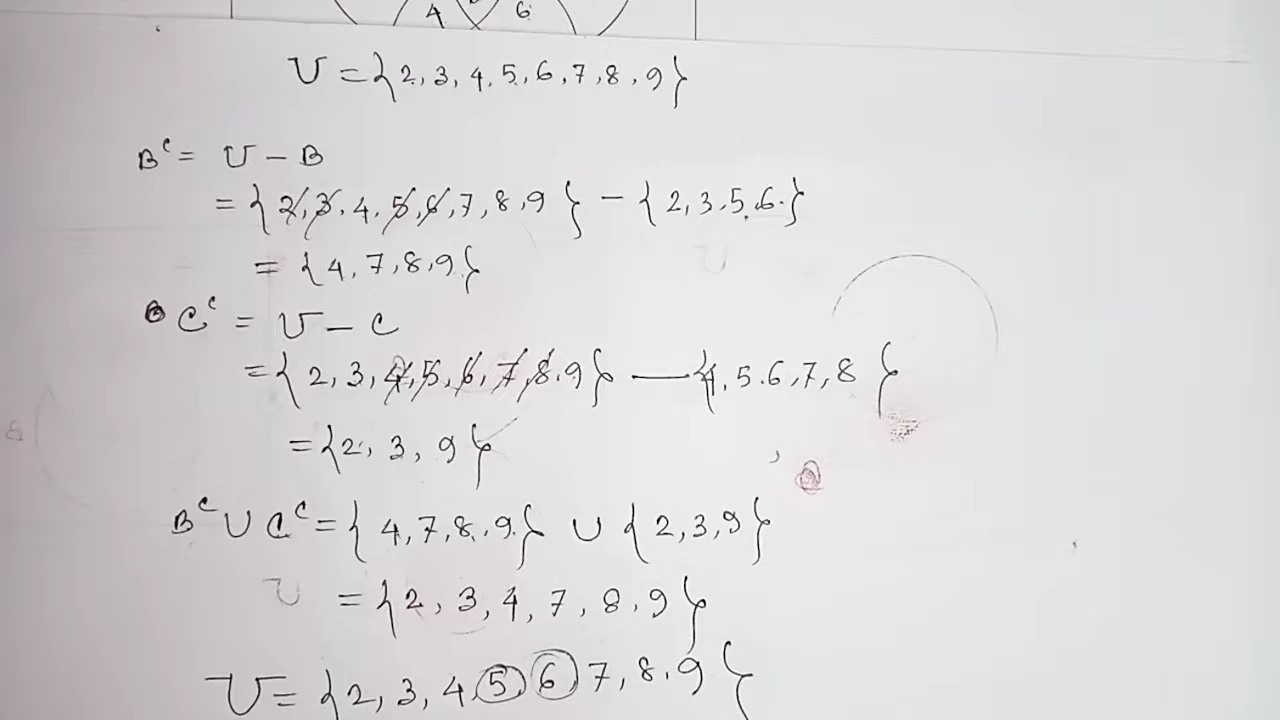 4 6
U = {2, 3, 4, 5, 6, 7, 8, 9}
B^c = U - B
= {2, 3, 4, 5, 6, 7, 8, 9} - {2, 3, 5, 6}
= {4, 7, 8, 9}
C^c = U - C
= {2, 3, 4, 5, 6, 7, 8, 9} - {4, 5, 6, 7, 8}
= {2, 3, 9}
B^c ∪ C^c = {4, 7, 8, 9} ∪ {2, 3, 9}
= {2, 3, 4, 7, 8, 9}
U = {2, 3, 4, 5, 6, 7, 8, 9}